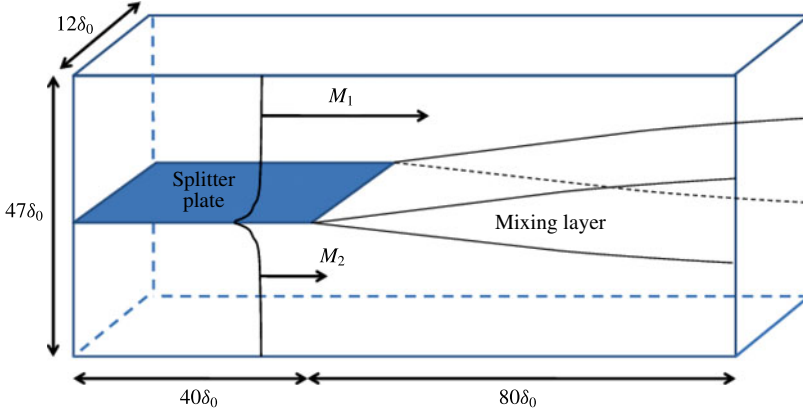 12δ₀
M₁
Splitter
plate
47δ₀
Mixing layer
M₂
40δ₀
80δ₀